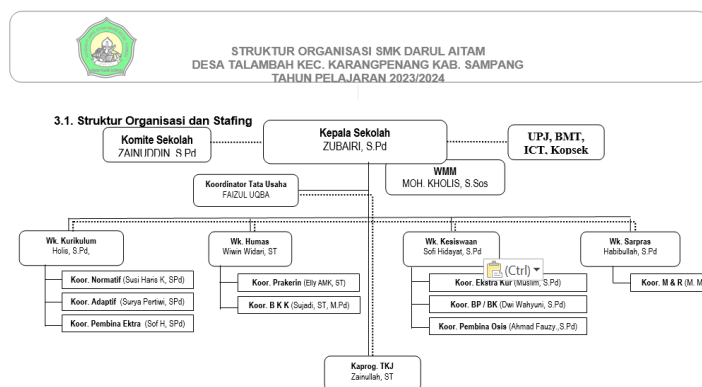 STRUKTUR ORGANISASI SMK DARUL AITAM
DESA TALAMBAH KEC. KARANGPENANG KAB. SAMPANG
TAHUN PELAJARAN 2023/2024
3.1. Struktur Organisasi dan Stafing
Komite Sekolah
ZAINUDDIN, S.Pd
Kepala Sekolah
ZUBAIRI, S.Pd
UPJ, BMT,
ICT, Kopsek
WMM
MOH. KHOLIS, S.Sos
Koordinator Tata Usaha
FAIZUL UQBA
Wk. Kurikulum
Holis, S.Pd,
Wk. Humas
Wiwin Widari, ST
Wk. Kesiswaan
Sofi Hidayat, S.Pd
Wk. Sarpras
Habibullah, S.Pd
(Ctrl)
Koor. Normatif (Susi Haris K, SPd)
Koor. Adaptif (Surya Pertiwi, SPd)
Koor. Pembina Ektra (Sof H, SPd)
Koor. Prakerin (Elly AMK, ST)
Koor. B K K (Sujadi, ST, M.Pd)
Koor. Ekstra Kur (Muslim, S.Pd)
Koor. BP / BK (Dwi Wahyuni, S.Pd)
Koor. Pembina Osis (Ahmad Fauzy.,S.Pd)
Koor. M & R (M. M
Kaprog. TKJ
Zainullah, ST